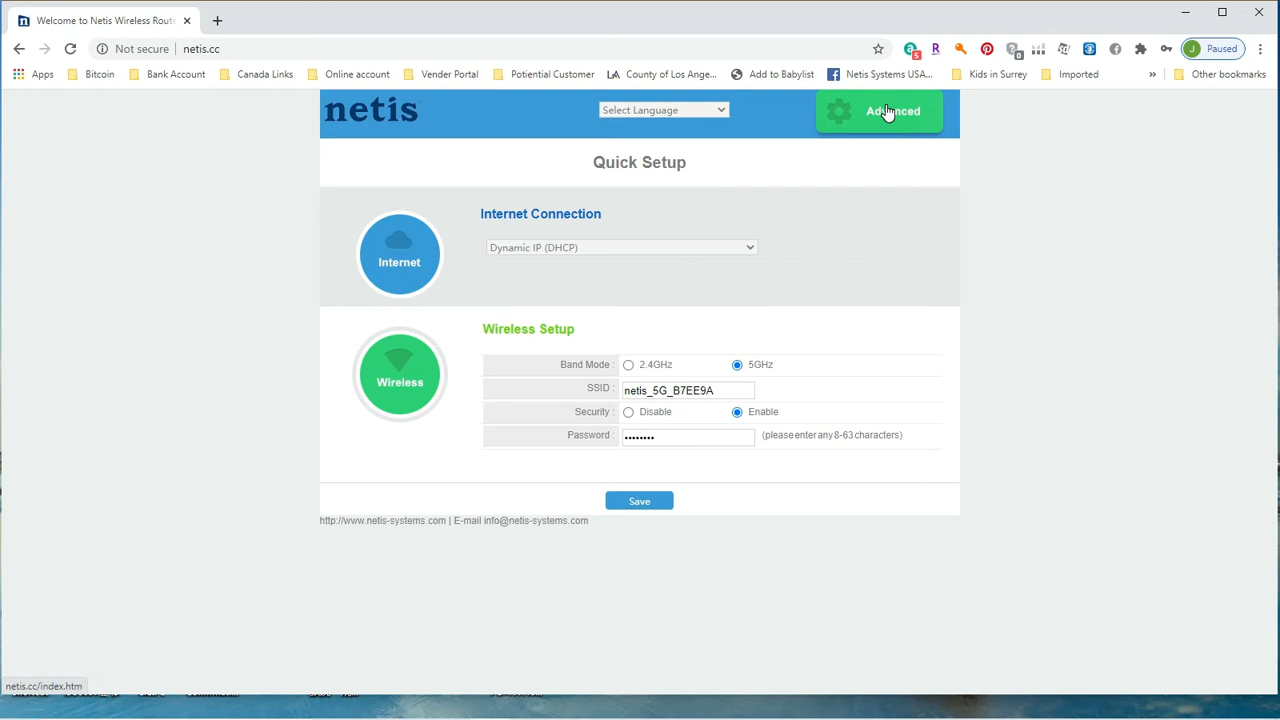 Welcome to Netis Wireless Route
Not secure | netis.cc
5
0
J Paused
Apps Bitcoin Bank Account Canada Links Online account Vender Portal Potiential Customer County of Los Ange... Add to Babylist Netis Systems USA... Kids in Surrey Imported » Other bookmarks
netis
Select Language
Advanced
Quick Setup
Internet Connection
Dynamic IP (DHCP)
Internet
Wireless Setup
Band Mode : 2.4GHz 5GHz
SSID : netis_5G_B7EE9A
Wireless
Security : Disable Enable
Password : •••••••• (please enter any 8-63 characters)
Save
http://www.netis-systems.com | E-mail info@netis-systems.com
netis.cc/index.htm